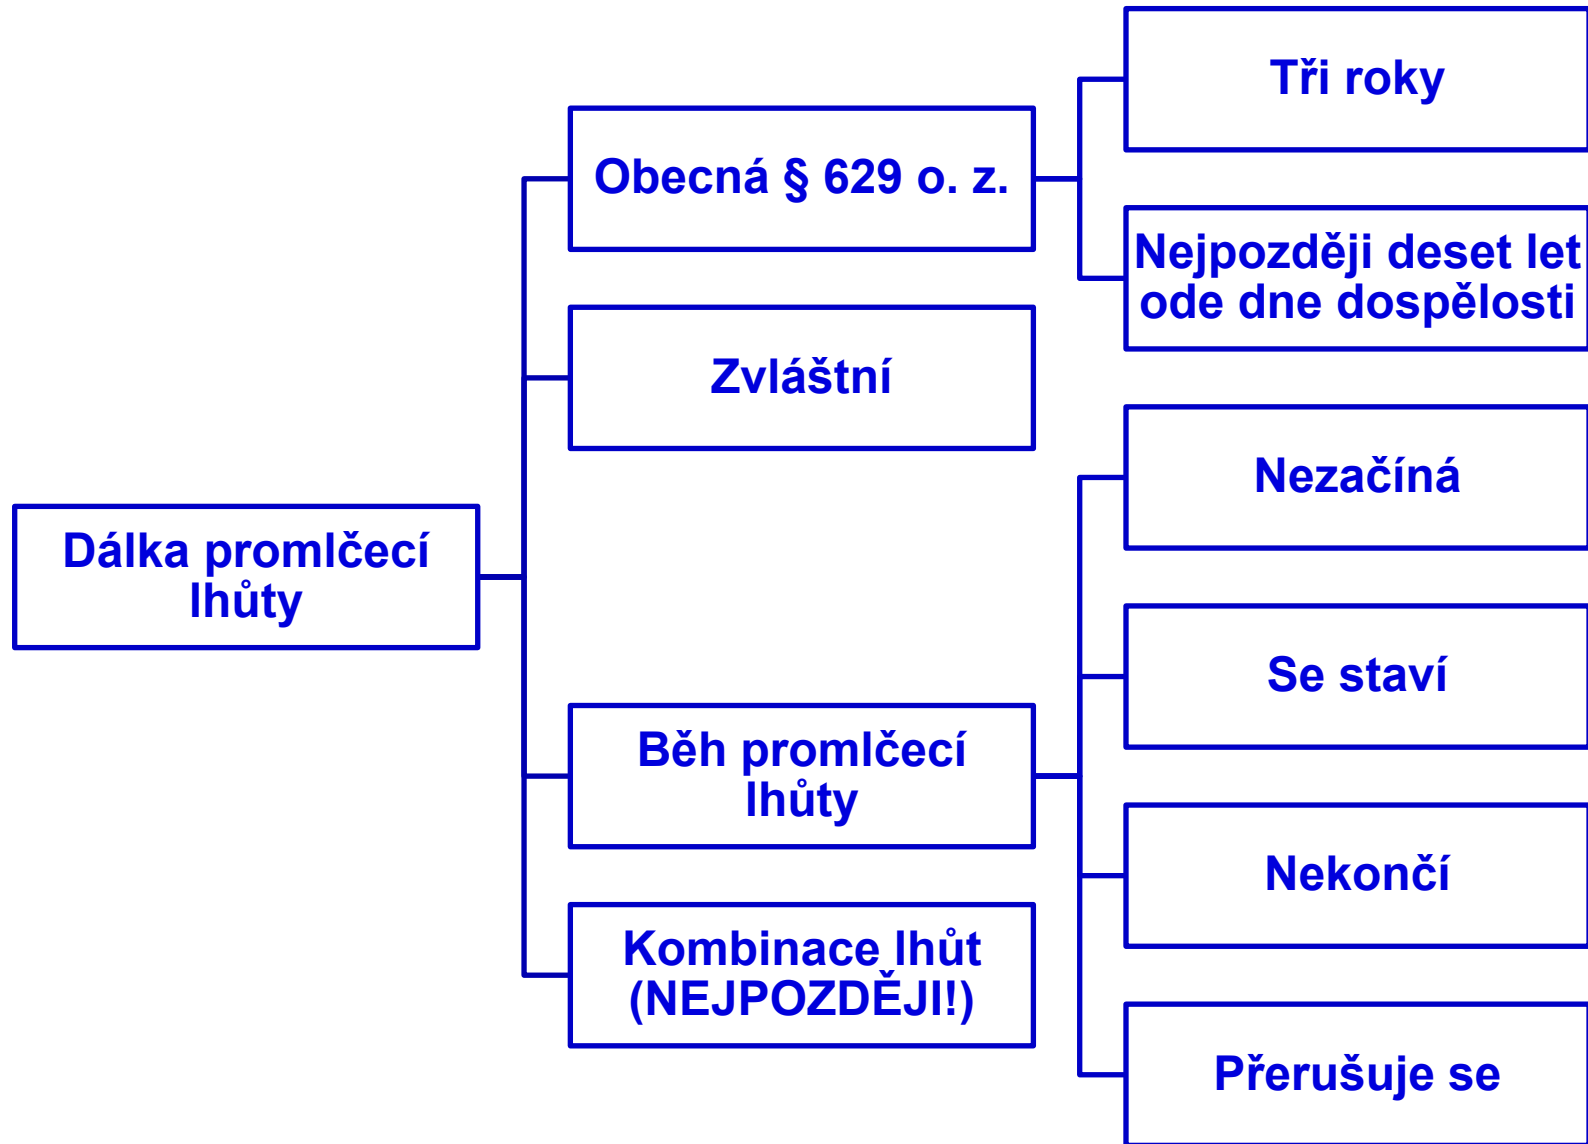 Dálka promlčecí
lhůty
Obecná § 629 o. z.
Tři roky
Nejpozději deset let
ode dne dospělosti
Zvláštní
Běh promlčecí
lhůty
Nezačíná
Se staví
Nekončí
Přerušuje se
Kombinace lhůt
(NEJPOZDĚJI!)